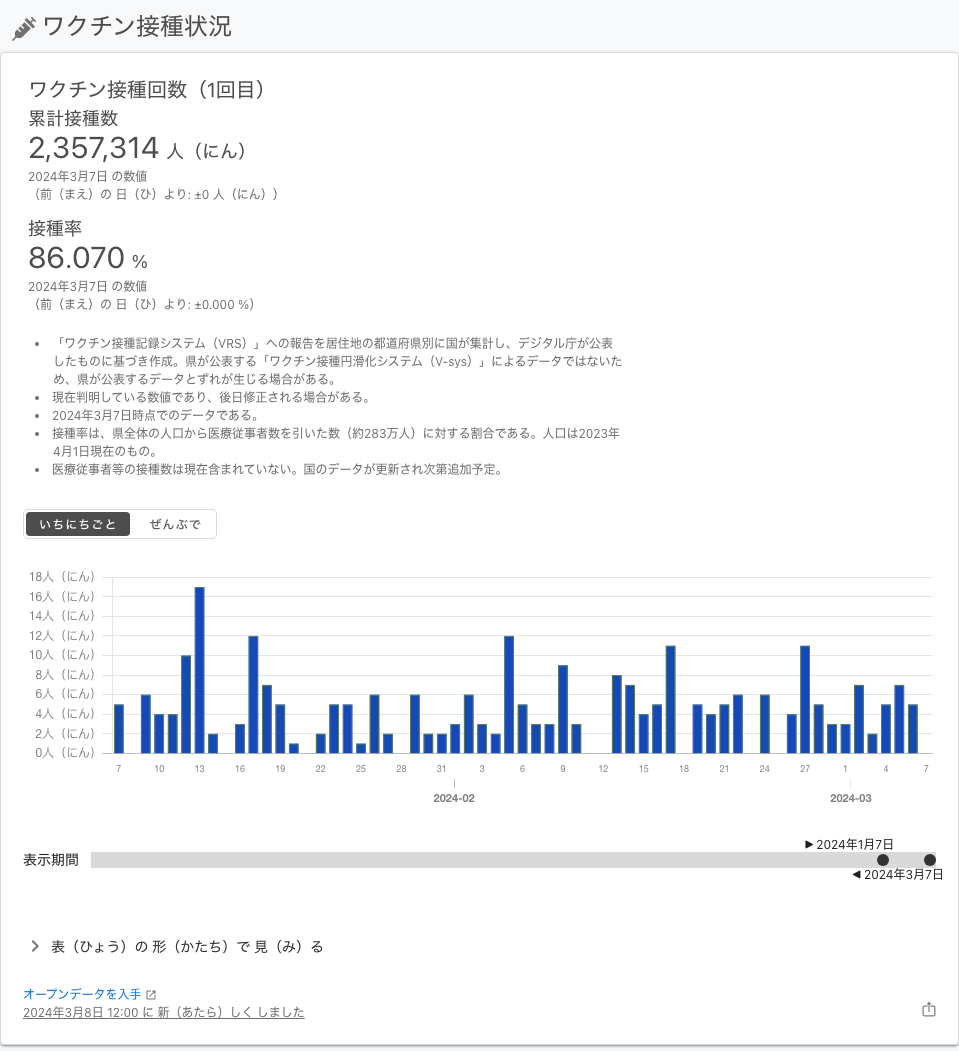 ワクチン接種状況
ワクチン接種回数（1回目）
累計接種数
2,357,314 人（にん）
2024年3月7日 の数値
（前（まえ）の 日（ひ）より: ±0 人（にん））
接種率
86.070 %
2024年3月7日 の数値
（前（まえ）の 日（ひ）より: ±0.000 %）
• 「ワクチン接種記録システム（VRS）」への報告を居住地の都道府県別に国が集計し、デジタル庁が公表
したものに基づき作成。県が公表する「ワクチン接種円滑化システム（V-sys）」によるデータではないた
め、県が公表するデータとずれが生じる場合がある。
• 現在判明している数値であり、後日修正される場合がある。
• 2024年3月7日時点でのデータである。
• 接種率は、県全体の人口から医療従事者数を引いた数（約283万人）に対する割合である。人口は2023年
4月1日現在のもの。
• 医療従事者等の接種数は現在含まれていない。国のデータが更新され次第追加予定。
いちにちごと ぜんぶで
18人（にん）
16人（にん）
14人（にん）
12人（にん）
10人（にん）
8人（にん）
6人（にん）
4人（にん）
2人（にん）
0人（にん）
7 10 13 16 19 22 25 28 31 3 6 9 12 15 18 21 24 27 1 4 7
2024-02 2024-03
▶ 2024年1月7日
表示期間
◀ 2024年3月7日
表（ひょう）の 形（かたち）で 見（み）る
オープンデータを入手
2024年3月8日 12:00 に 新（あたら）しく しました